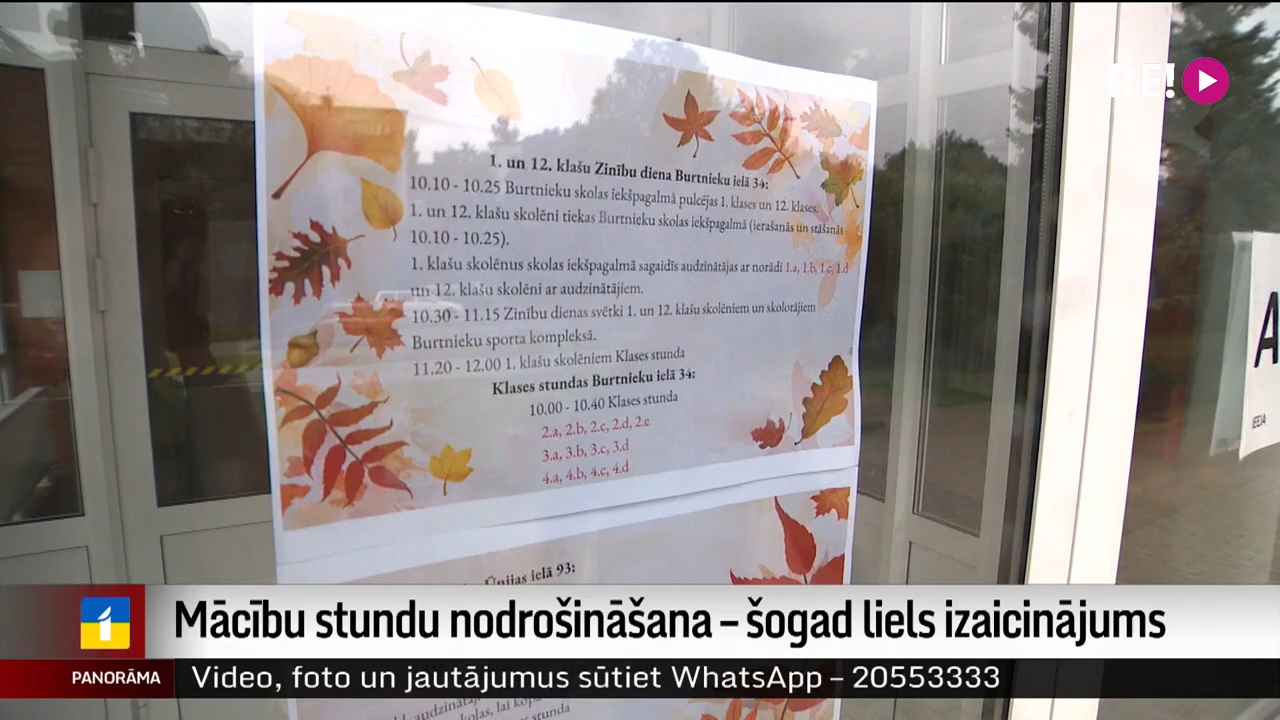 RE!
1. un 12. klašu Zinību diena Burtnieku ielā 34:
10.10 - 10.25 Burtnieku skolas iekšpagalmā pulcējas 1. klases un 12. klases.
1. un 12. klašu skolēni tiekas Burtnieku skolas iekšpagalmā (ierašanās un stāšanās
10.10 - 10.25).
1. klašu skolēnus skolas iekšpagalmā sagaidīs audzinātājas ar norādi 1.a, 1.b, 1.c, 1.d
un 12. klašu skolēni ar audzinātājiem.
10.30 - 11.15 Zinību dienas svētki 1. un 12. klašu skolēniem un skolotājiem
Burtnieku sporta kompleksā.
11.20 - 12.00 1. klašu skolēniem Klases stunda
Klases stundas Burtnieku ielā 34:
10.00 - 10.40 Klases stunda
2.a, 2.b, 2.c, 2.d, 2.e
3.a, 3.b, 3.c, 3.d
4.a, 4.b, 4.c, 4.d
A
IEEJA
Ūnijas ielā 93:
1
Mācību stundu nodrošināšana – šogad liels izaicinājums
PANORĀMA
Video, foto un jautājumus sūtiet WhatsApp – 20553333
stunda